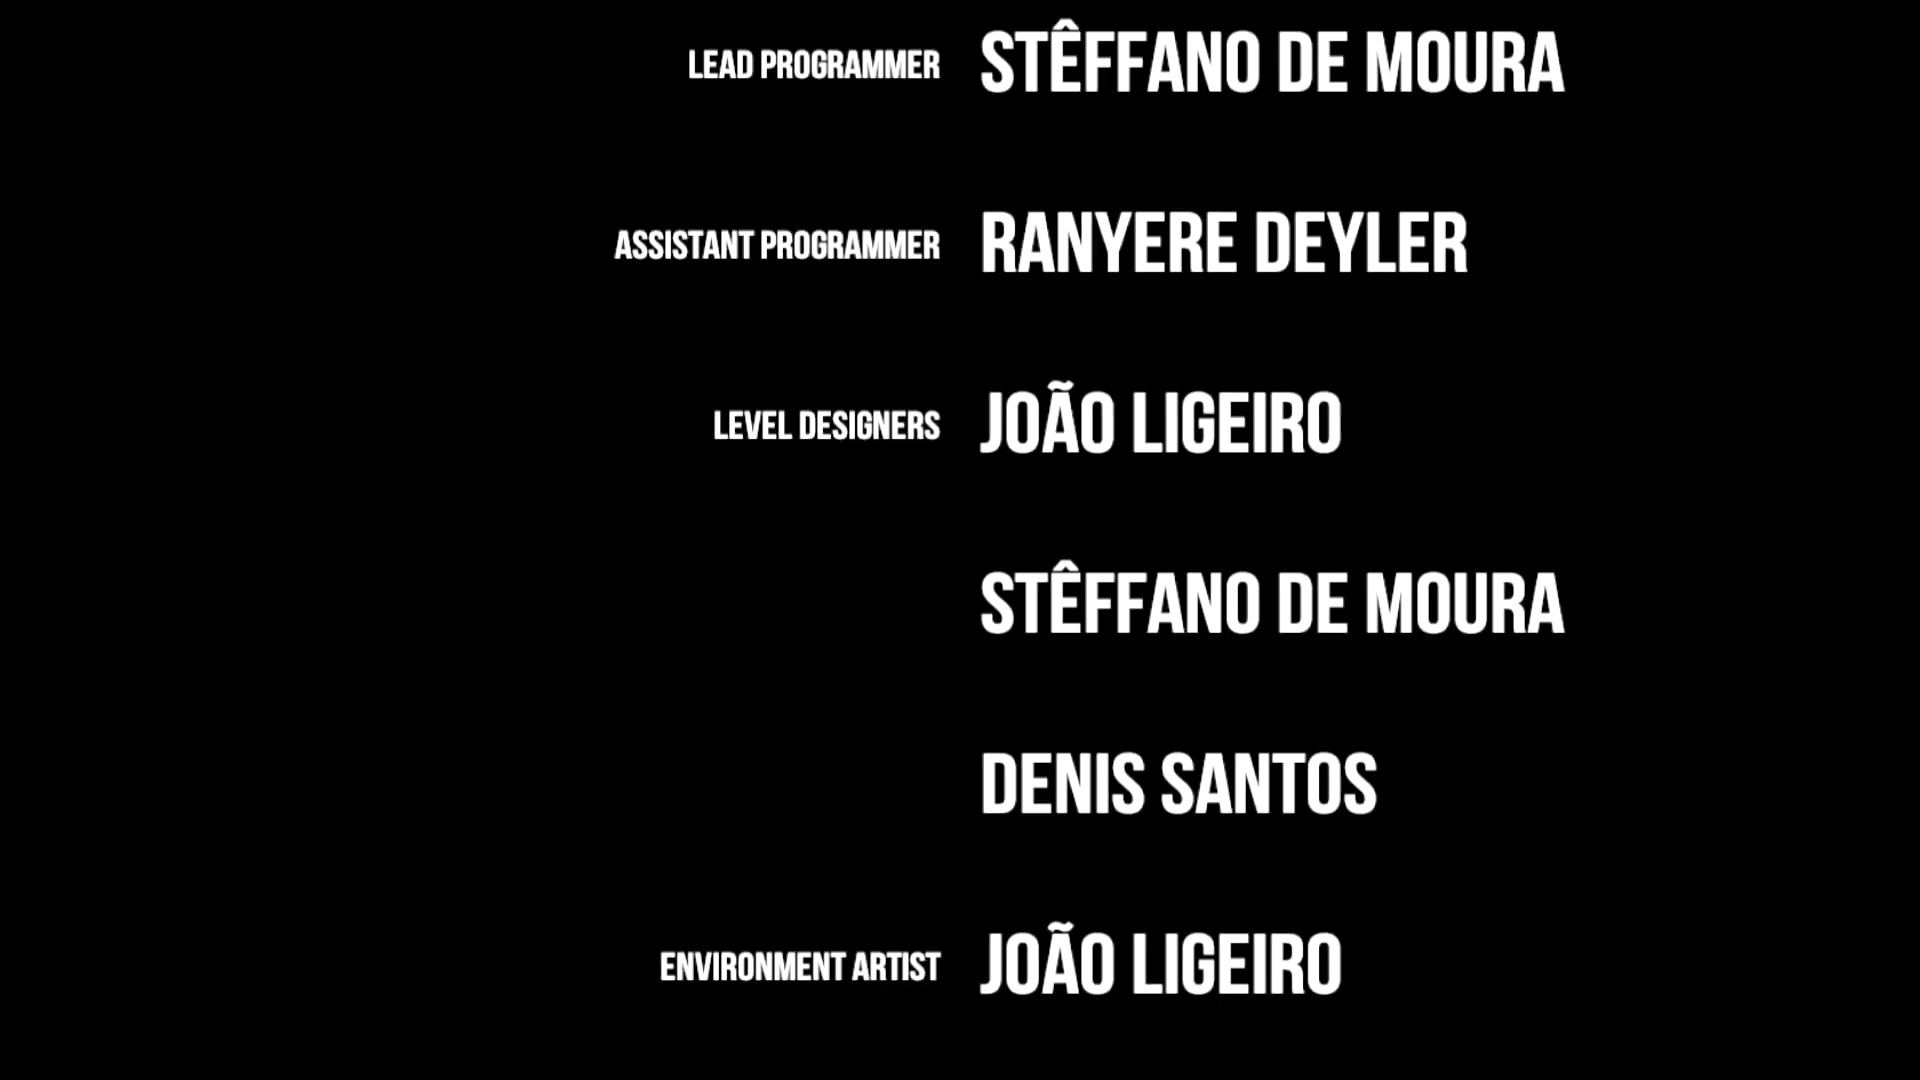 LEAD PROGRAMMER STÊFFANO DE MOURA
ASSISTANT PROGRAMMER RANYERE DEYLER
LEVEL DESIGNERS JOÃO LIGEIRO
STÊFFANO DE MOURA
DENIS SANTOS
ENVIRONMENT ARTIST JOÃO LIGEIRO